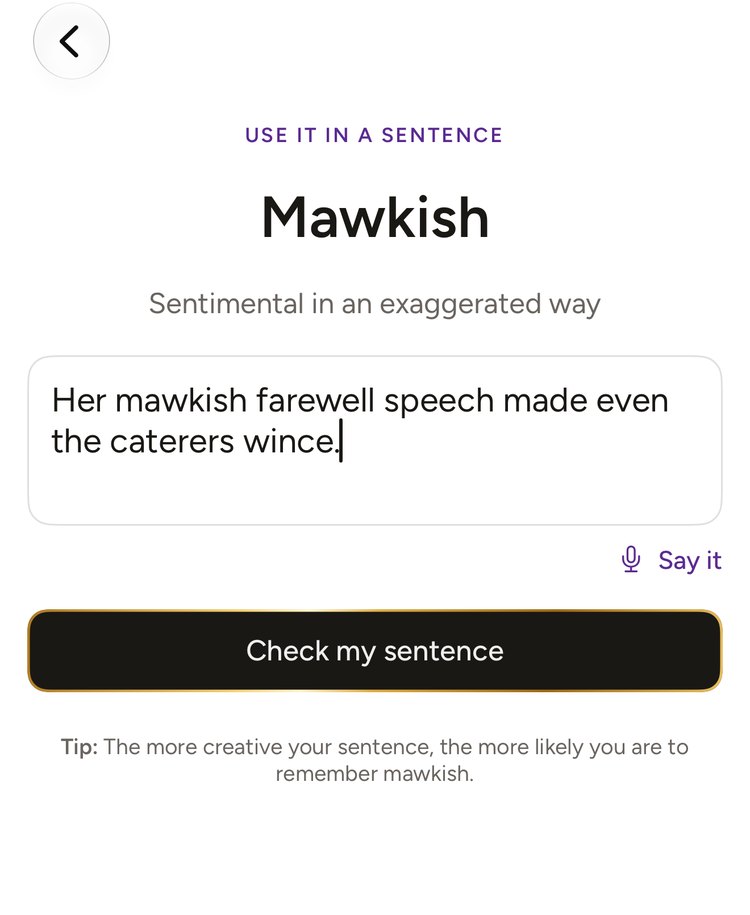 USE IT IN A SENTENCE
Mawkish
Sentimental in an exaggerated way
Her mawkish farewell speech made even
the caterers wince.
Say it
Check my sentence
Tip: The more creative your sentence, the more likely you are to
remember mawkish.